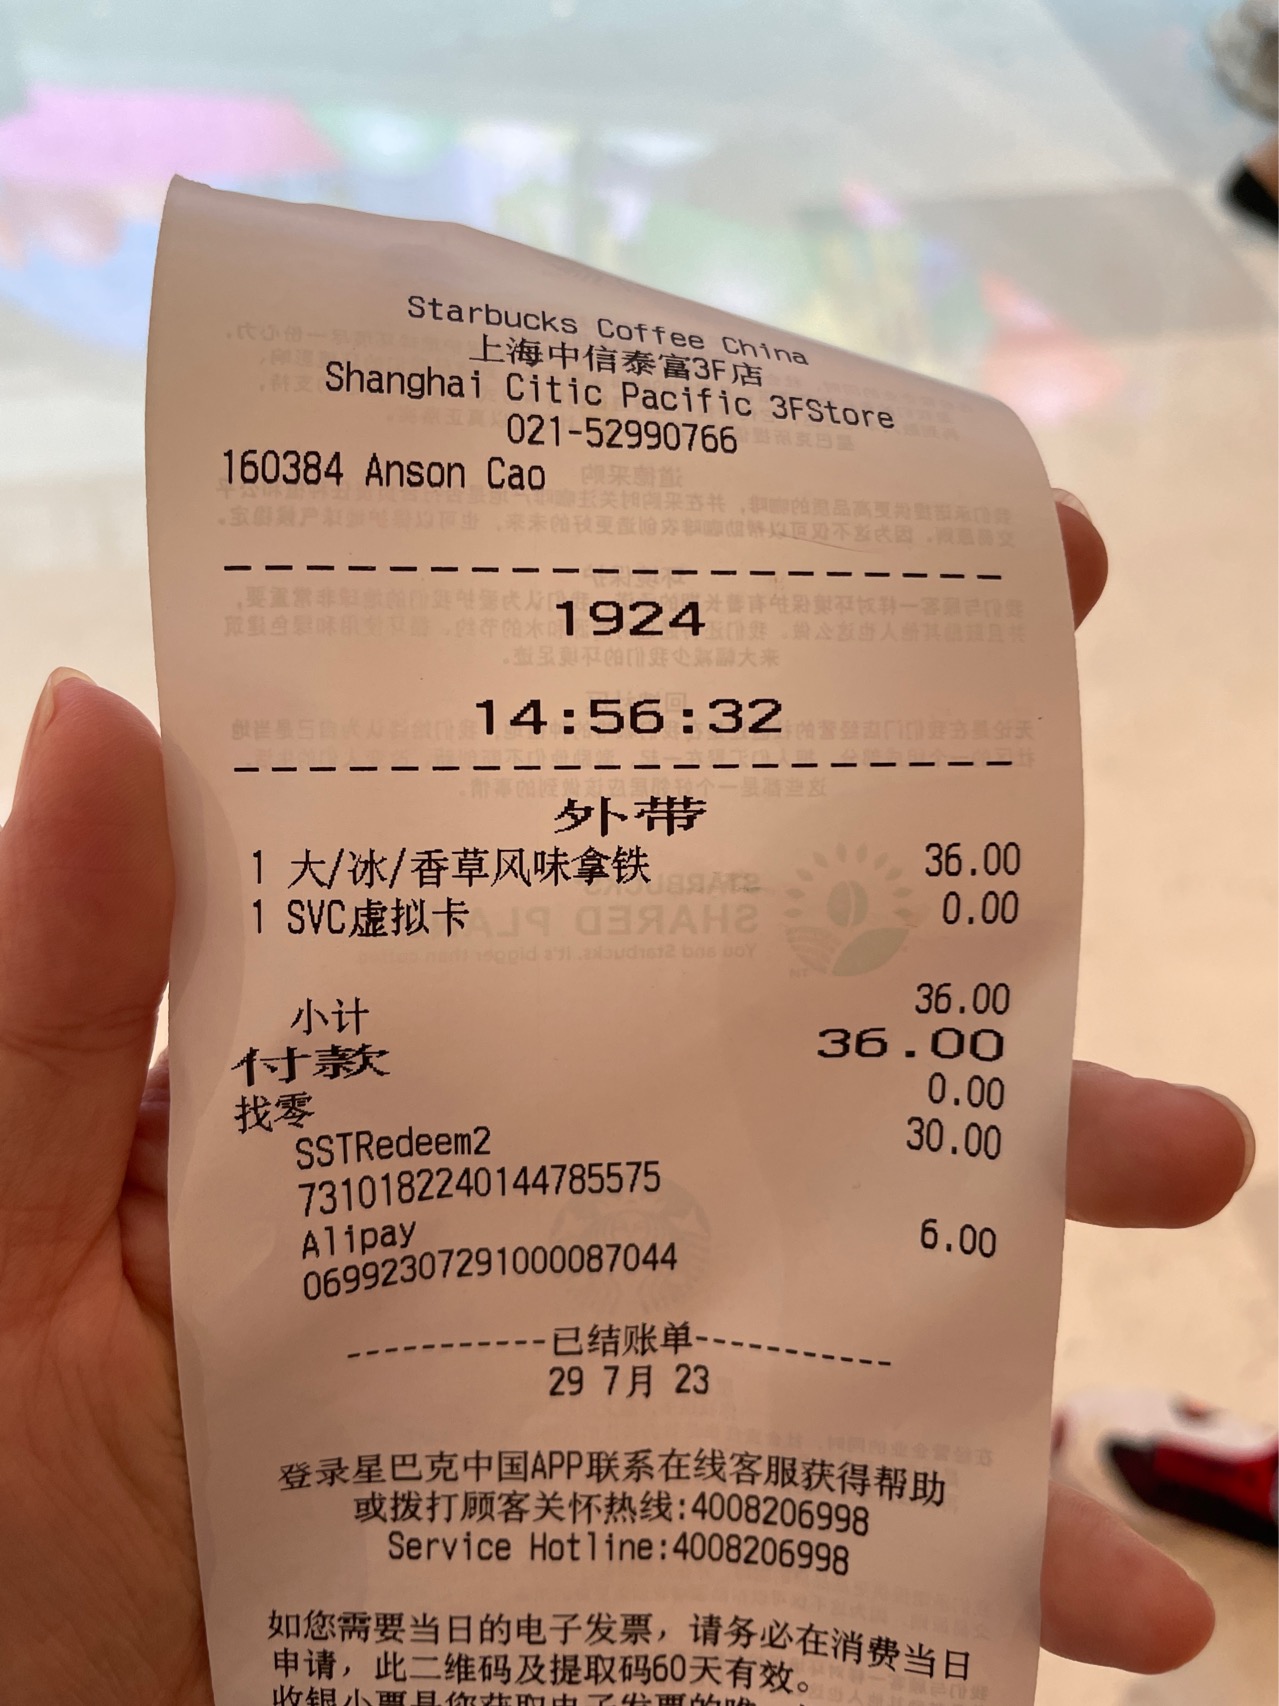 Starbucks Coffee China
上海中信泰富3F店
Shanghai Citic Pacific 3FStore
021-52990766
160384 Anson Cao
1924
14:56:32
外带
1 大/冰/香草风味拿铁 36.00
1 SVC虚拟卡 0.00
小计 36.00
付款 36.00
找零 0.00
SSTRedeem2 30.00
7310182240144785575
Alipay 6.00
06992307291000087044
-----------已结账单-----------
29 7月 23
登录星巴克中国APP联系在线客服获得帮助
或拨打顾客关怀热线:4008206998
Service Hotline:4008206998
如您需要当日的电子发票，请务必在消费当日
申请，此二维码及提取码60天有效。